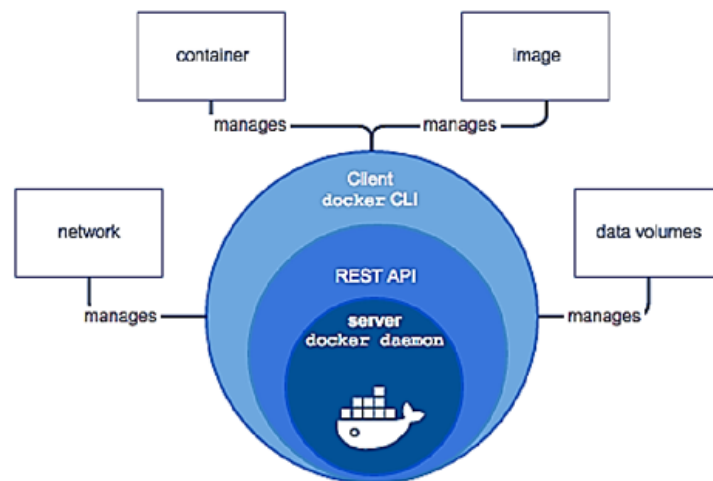 container
image
manages
manages
Client
docker CLI
network
data volumes
REST API
manages
server
docker daemon
manages